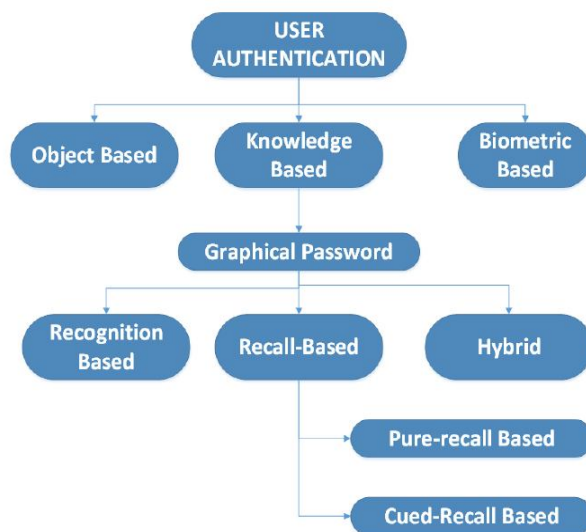 USER
AUTHENTICATION
Object Based
Knowledge
Based
Biometric
Based
Graphical Password
Recognition
Based
Recall-Based
Hybrid
Pure-recall Based
Cued-Recall Based